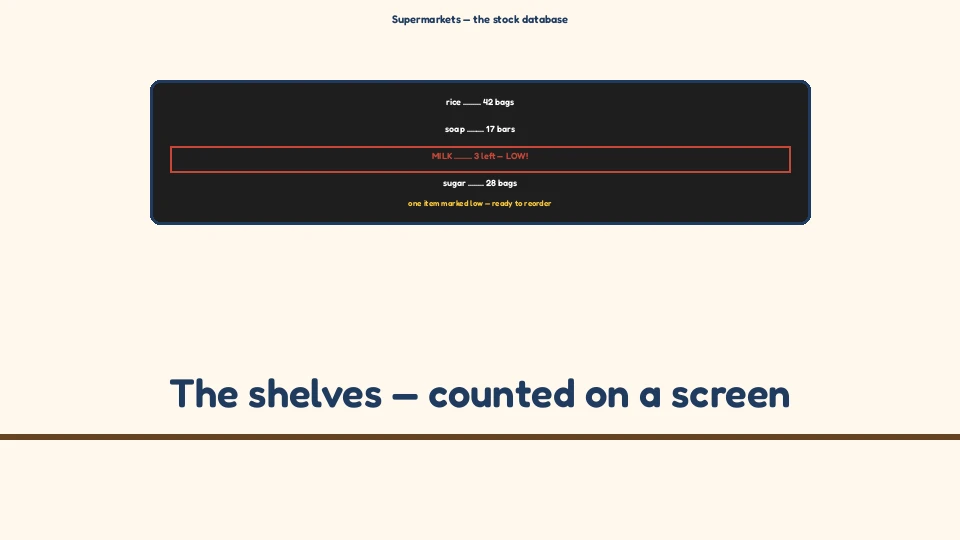 Supermarkets — the stock database
rice ...... 42 bags
soap ...... 17 bars
MILK ...... 3 left — LOW!
sugar ...... 28 bags
one item marked low — ready to reorder
The shelves — counted on a screen